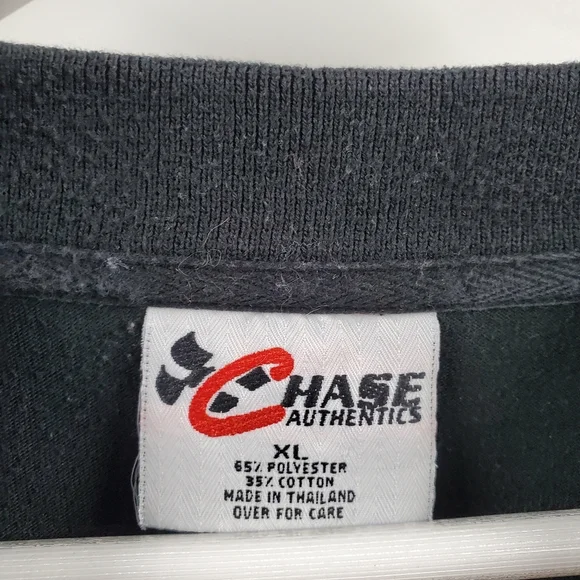 CHASE
AUTHENTICS
XL
65% POLYESTER
35% COTTON
MADE IN THAILAND
OVER FOR CARE